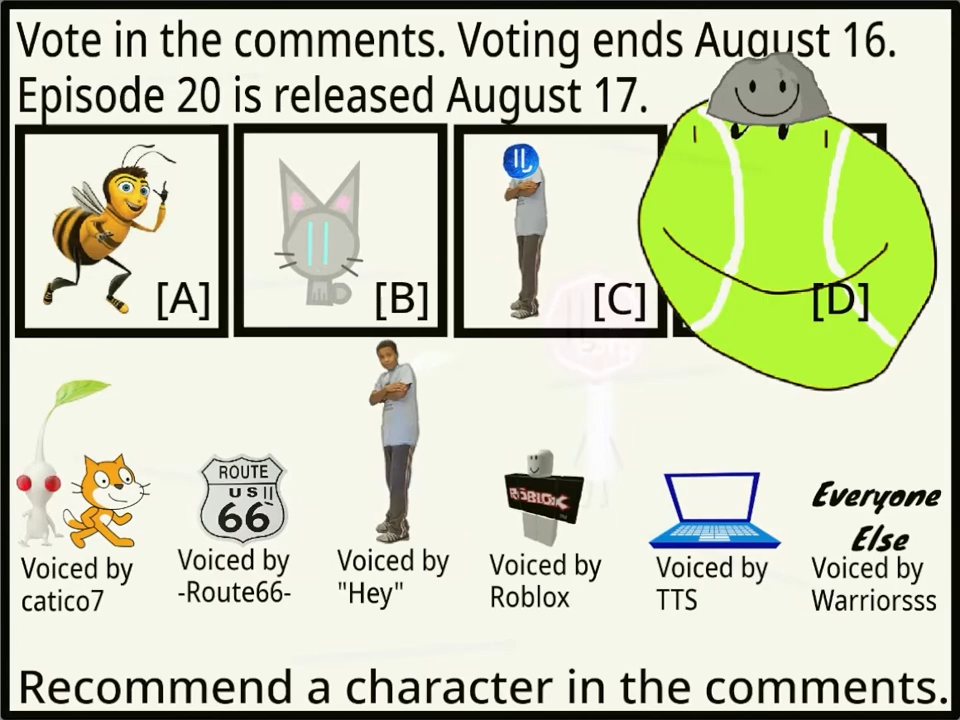 Vote in the comments. Voting ends August 16.
Episode 20 is released August 17.
[A] [B] [C] [D]
ROUTE
US
66
ROBLOX
Everyone
Else
Voiced by catico7
Voiced by -Route66-
Voiced by "Hey"
Voiced by Roblox
Voiced by TTS
Voiced by Warriorsss
Recommend a character in the comments.